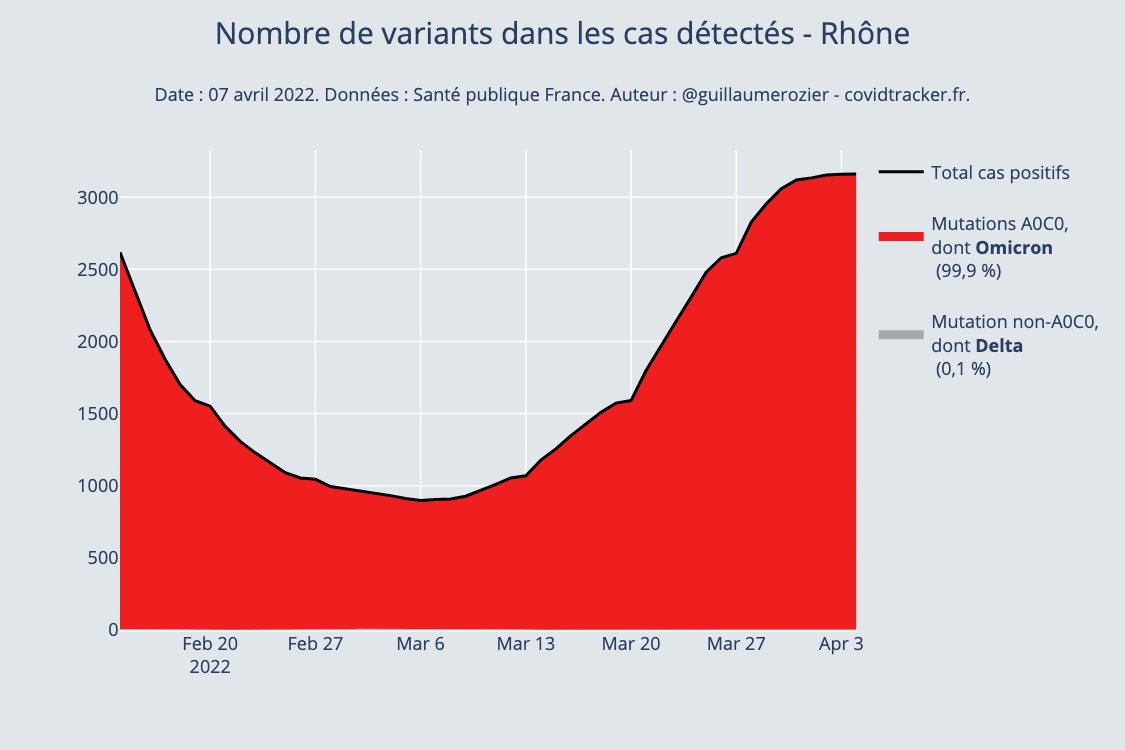 Nombre de variants dans les cas détectés - Rhône
Date : 07 avril 2022. Données : Santé publique France. Auteur : @guillaumerozier - covidtracker.fr.
3000
2500
2000
1500
1000
500
0
Feb 20
2022
Feb 27
Mar 6
Mar 13
Mar 20
Mar 27
Apr 3
Total cas positifs
Mutations A0C0,
dont Omicron
(99,9 %)
Mutation non-A0C0,
dont Delta
(0,1 %)